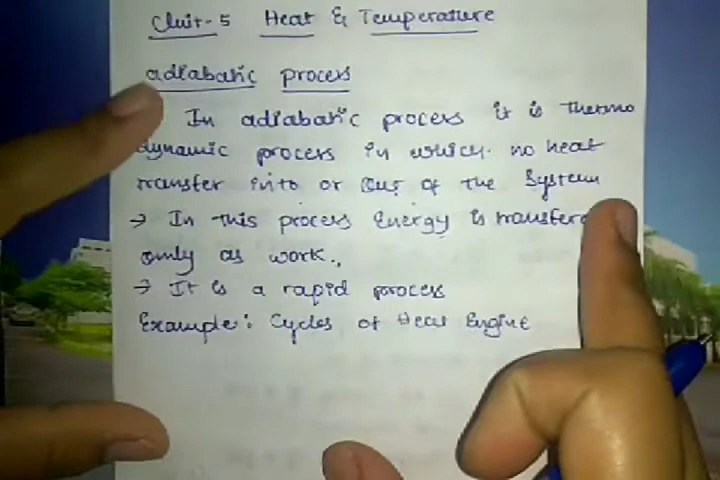 Unit-5 Heat & Temperature
adiabatic process
In adiabatic process it is thermo
dynamic process in which. no heat
transfer into or out of the System
→ In this process Energy is transfere
only as work.,
→ It is a rapid process
Example: Cycles of Heat Engine